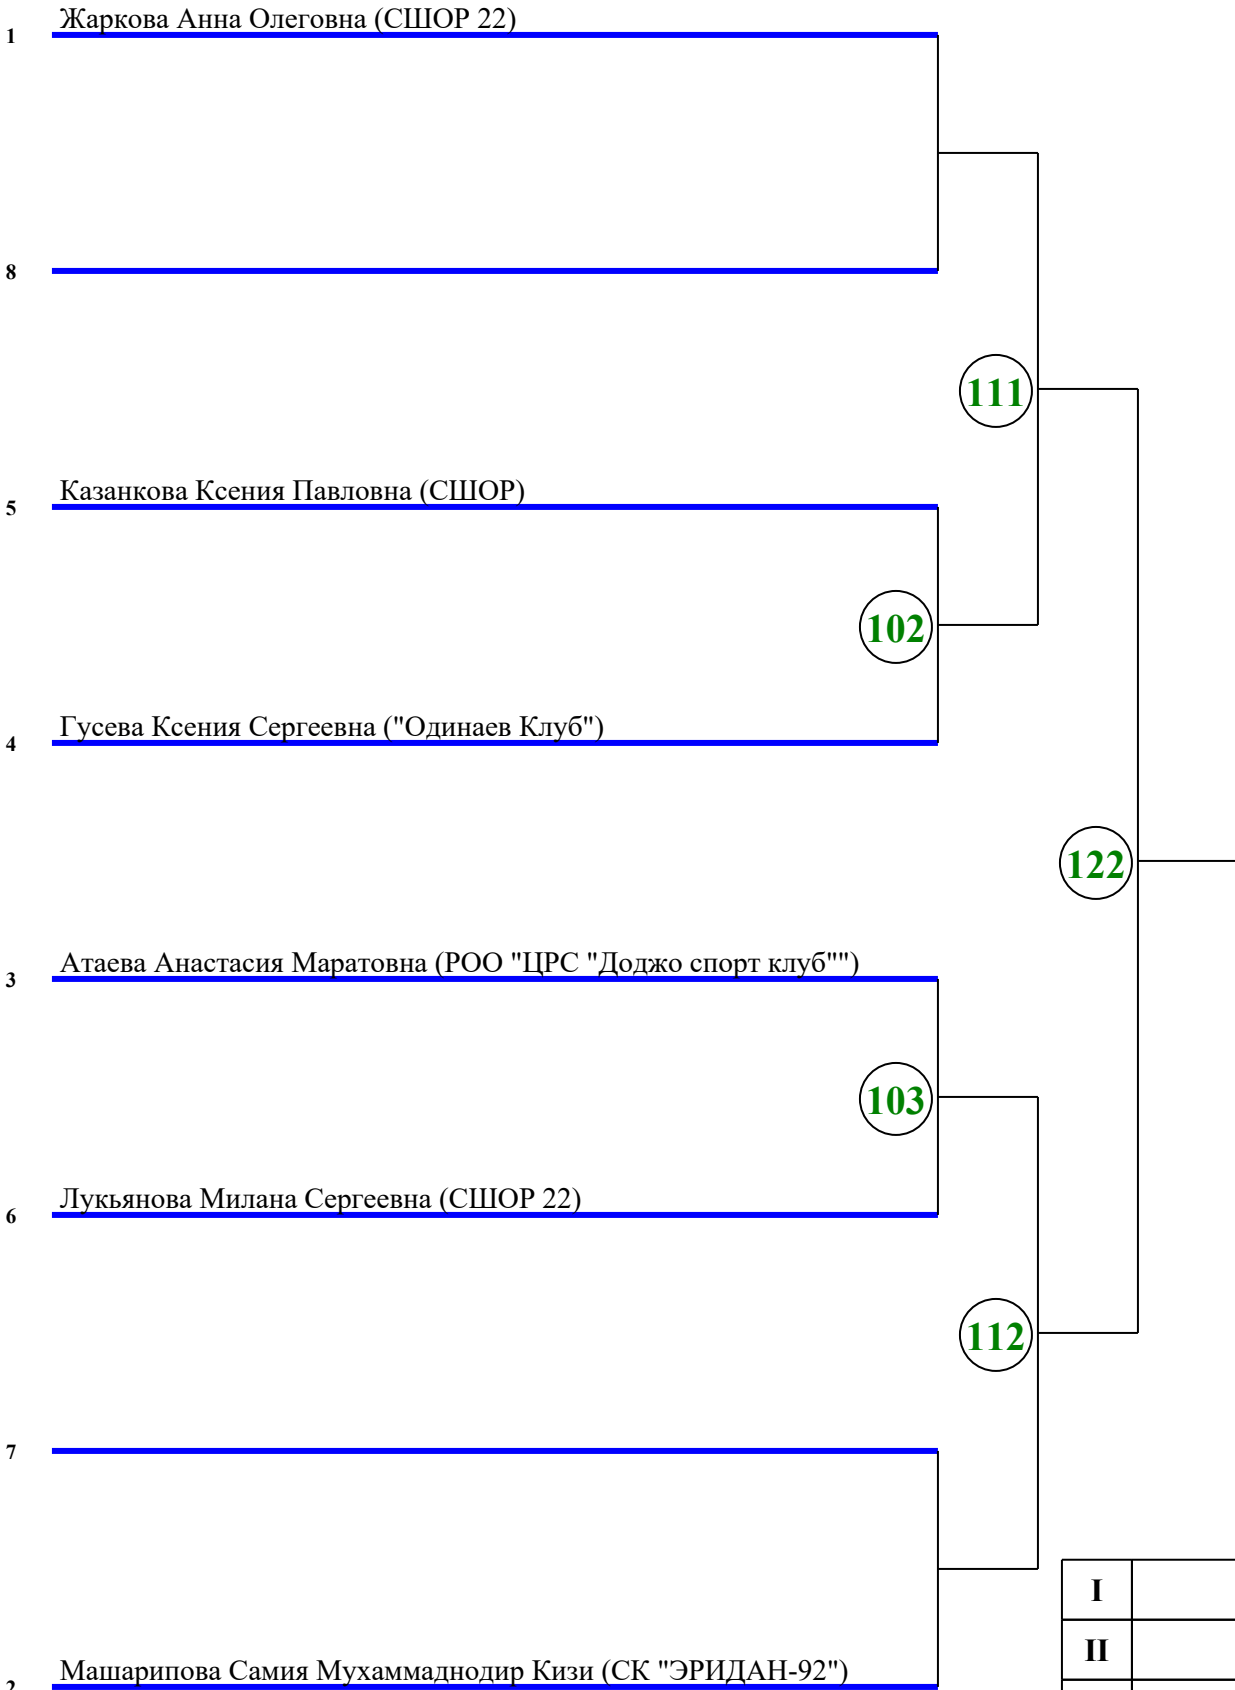 Жаркова Анна Олеговна (СШОР 22)
1
8
111
Казанкова Ксения Павловна (СШОР)
5
102
Гусева Ксения Сергеевна ("Одинаев Клуб")
4
122
Атаева Анастасия Маратовна (РОО "ЦРС "Доджо спорт клуб"")
3
103
Лукьянова Милана Сергеевна (СШОР 22)
6
112
7
I
II
Машарипова Самия Мухаммаднодир Кизи (СК "ЭРИДАН-92")
2